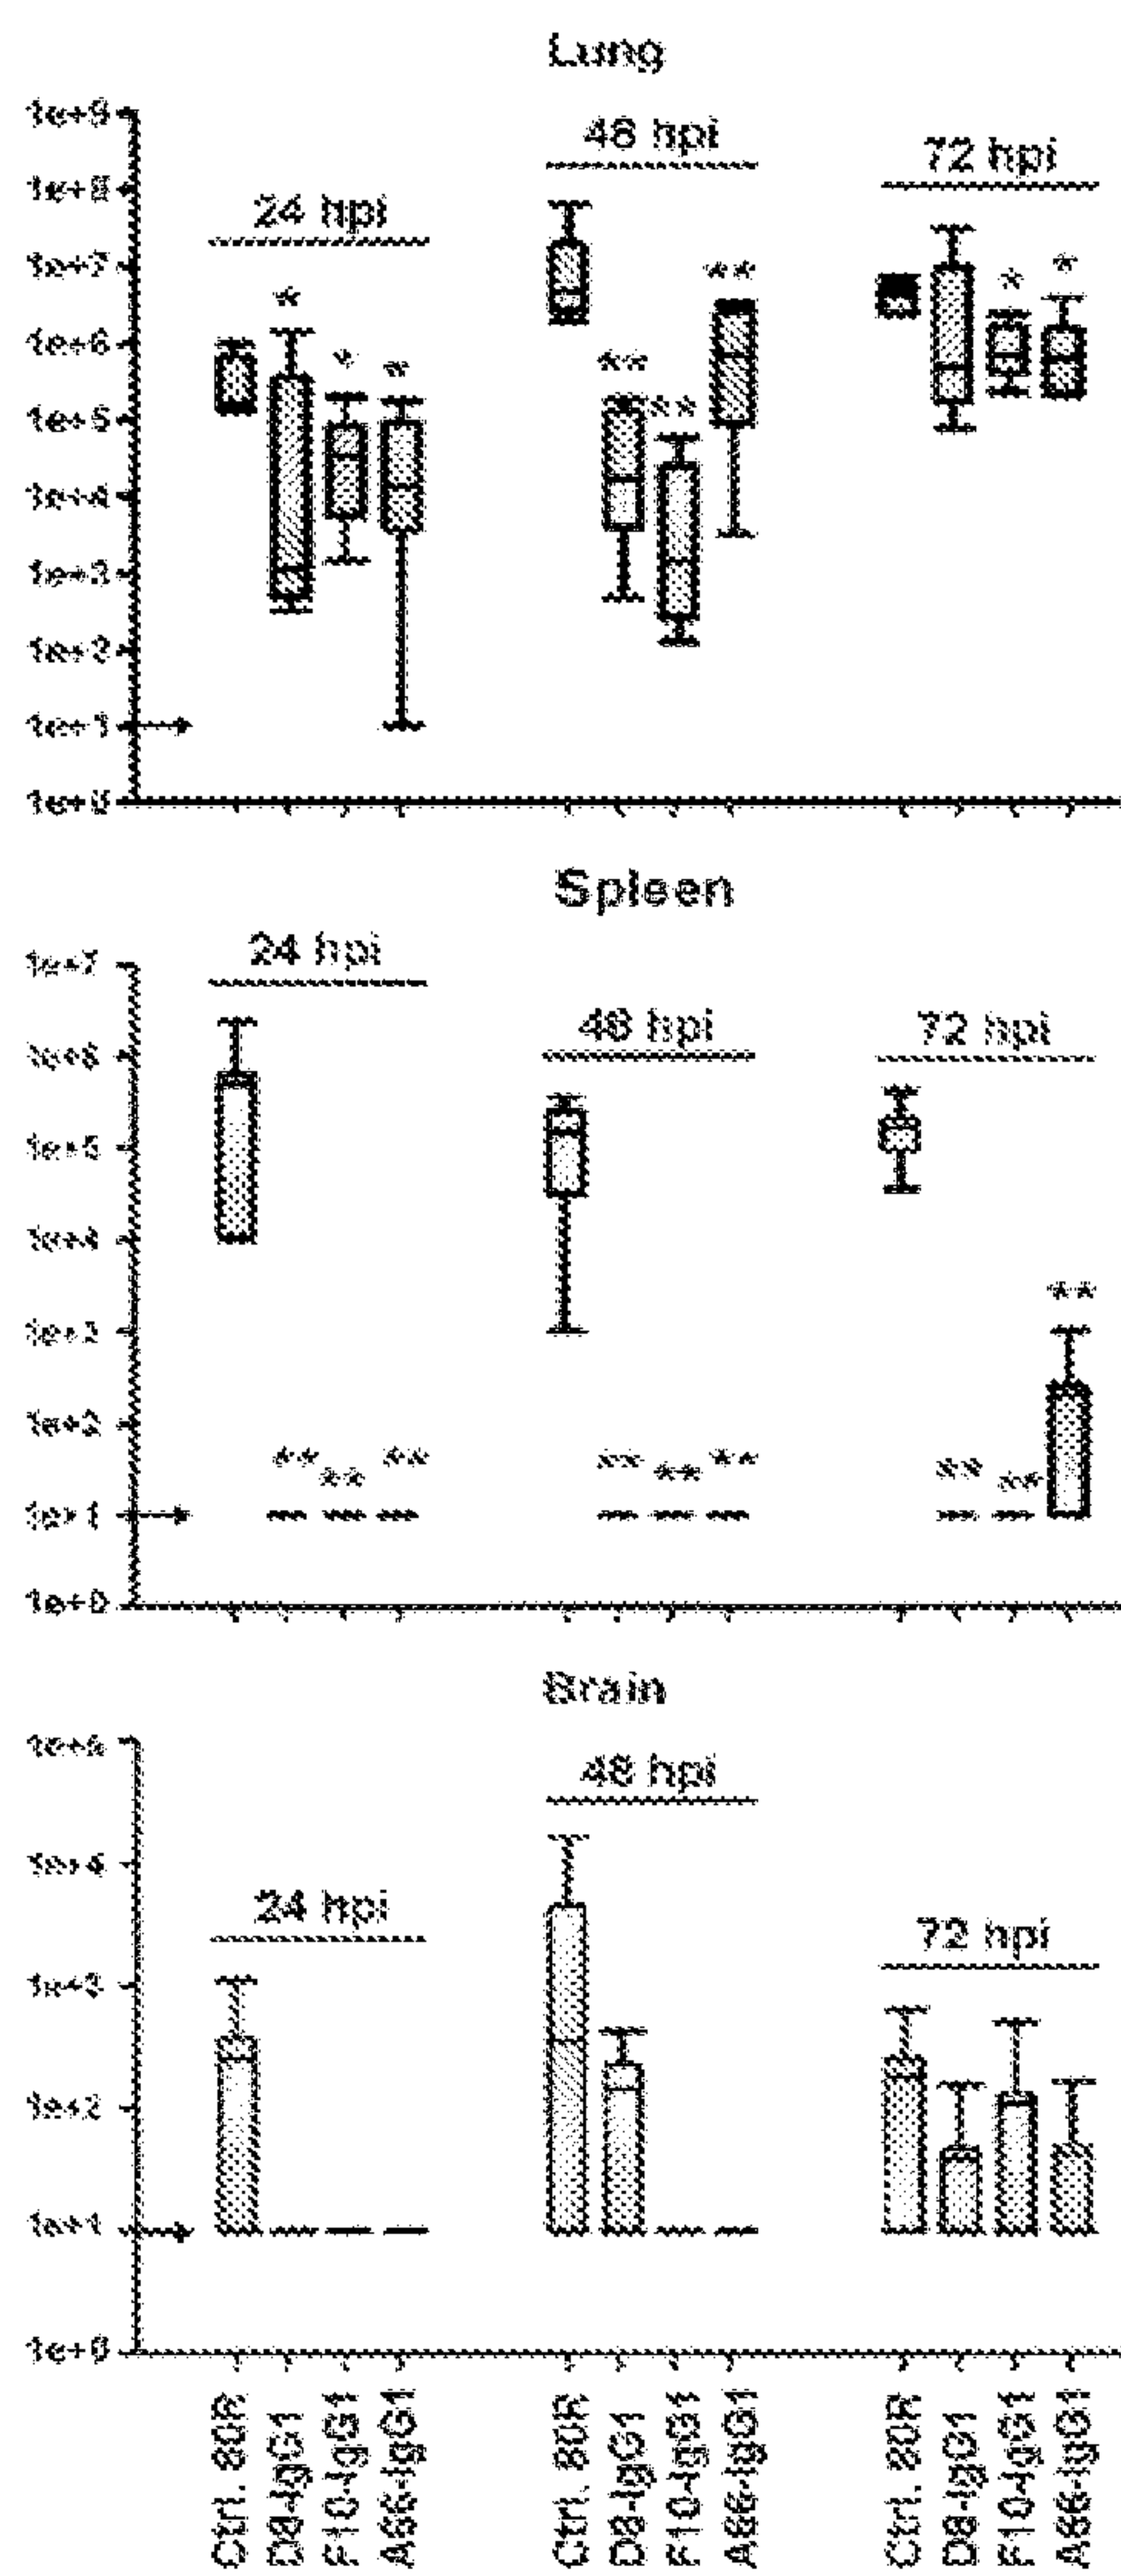 Lung
1e+9
48 hpi
72 hpi
1e+8
24 hpi
1e+7
**
*
*
*
1e+6
**
*
*
1e+5
**
1e+4
1e+3
1e+2
1e+1
1e+0
Spleen
24 hpi
1e+7
48 hpi
72 hpi
1e+6
1e+5
1e+4
1e+3
**
1e+2
** ** **
** ** **
** **
1e+1
1e+0
Brain
1e+5
48 hpi
1e+4
24 hpi
72 hpi
1e+3
1e+2
1e+1
1e+0
Ctrl. 80R
D8-IgG1
F10-IgG1
A66-IgG1
Ctrl. 80R
D8-IgG1
F10-IgG1
A66-IgG1
Ctrl. 80R
D8-IgG1
F10-IgG1
A66-IgG1